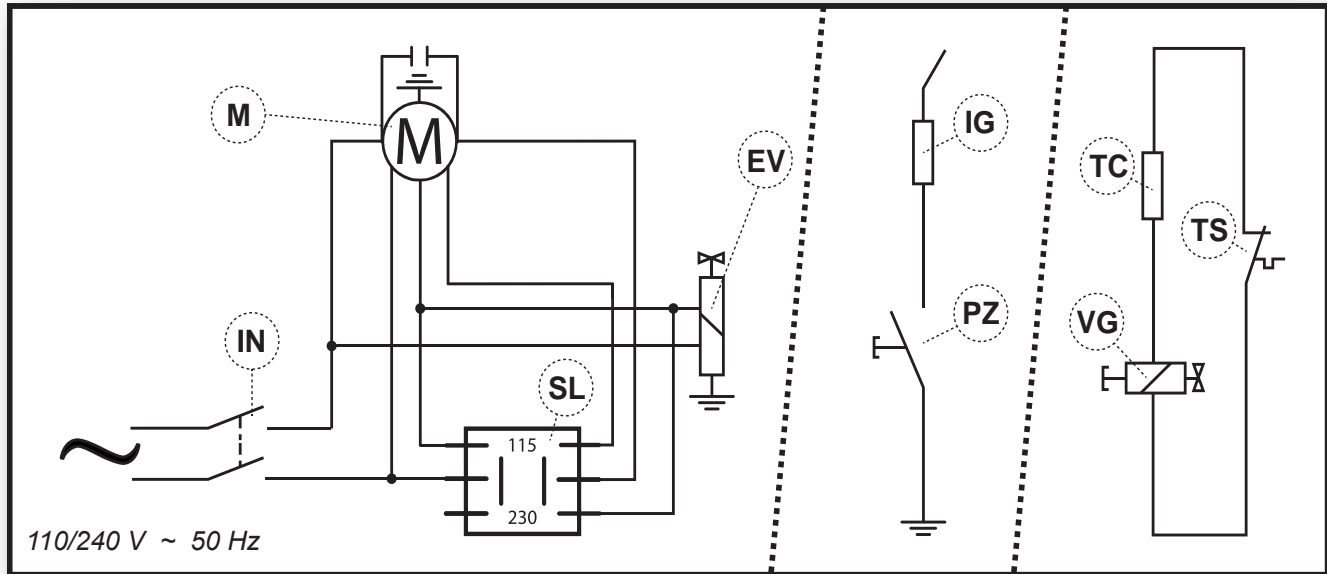 M
M
IG
EV
TC
TS
PZ
VG
IN
SL
115
230
110/240 V ~ 50 Hz